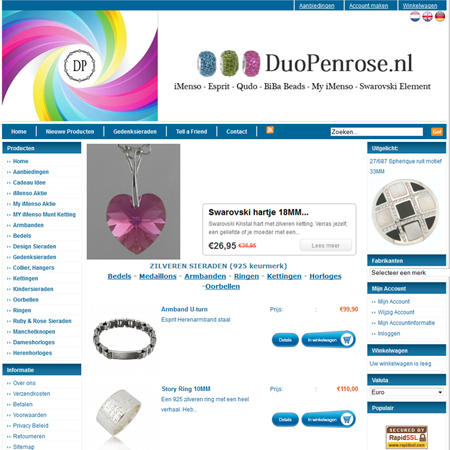 Aanbiedingen
Account maken
Winkelwagen
DP
DuoPenrose.nl
iMenso - Esprit - Qudo - BiBa Beads - My iMenso - Swarovski Element
Home
Nieuwe Producten
Gedenksieraden
Tell a Friend
Contact
Zoeken...
Go!
Producten
Home
Aanbiedingen
Cadeau Idee
iMenso Aktie
My iMenso Aktie
MY iMenso Munt Ketting
Armbanden
Bedels
Design Sieraden
Gedenksieraden
Collier, Hangers
Kettingen
Kindersieraden
Oorbellen
Ringen
Ruby & Rose Sieraden
Manchetknopen
Dameshorloges
Herenhorloges
Informatie
Over ons
Verzendkosten
Betalen
Voorwaarden
Privacy Beleid
Retourneren
Sitemap
Swarovski hartje 18MM...
Swarovski Kristal hart met zilveren ketting. Verras jezelf,
een geliefde of je moeder met een...
€26,95 €36,95
Lees meer
ZILVEREN SIERADEN (925 keurmerk)
Bedels - Medaillons - Armbanden - Ringen - Kettingen - Horloges
-Oorbellen
Armband U-turn
Esprit Herenarmband staal
Prijs: : €99,90
Details
In winkelwagen
Story Ring 10MM
Een 925 zilveren ring met een heel
verhaal. Heb...
Prijs: : €110,00
Details
In winkelwagen
Uitgelicht:
27/687 Spherique ruit motief
33MM
Fabrikanten
Selecteer een merk
Mijn Account
Mijn Account
Wijzig Account
Mijn Accountinformatie
Inloggen
Winkelwagen
Uw winkelwagen is leeg
Valuta
Euro
Populair
SECURED BY
RapidSSL
www.rapidssl.com